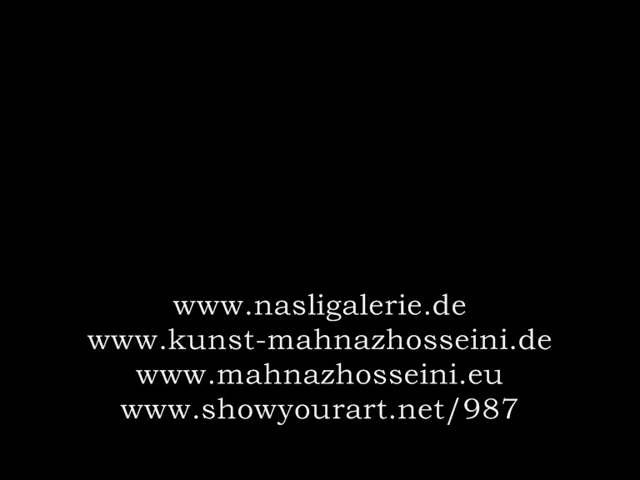 www.nasligalerie.de
www.kunst-mahnazhosseini.de
www.mahnazhosseini.eu
www.showyourart.net/987